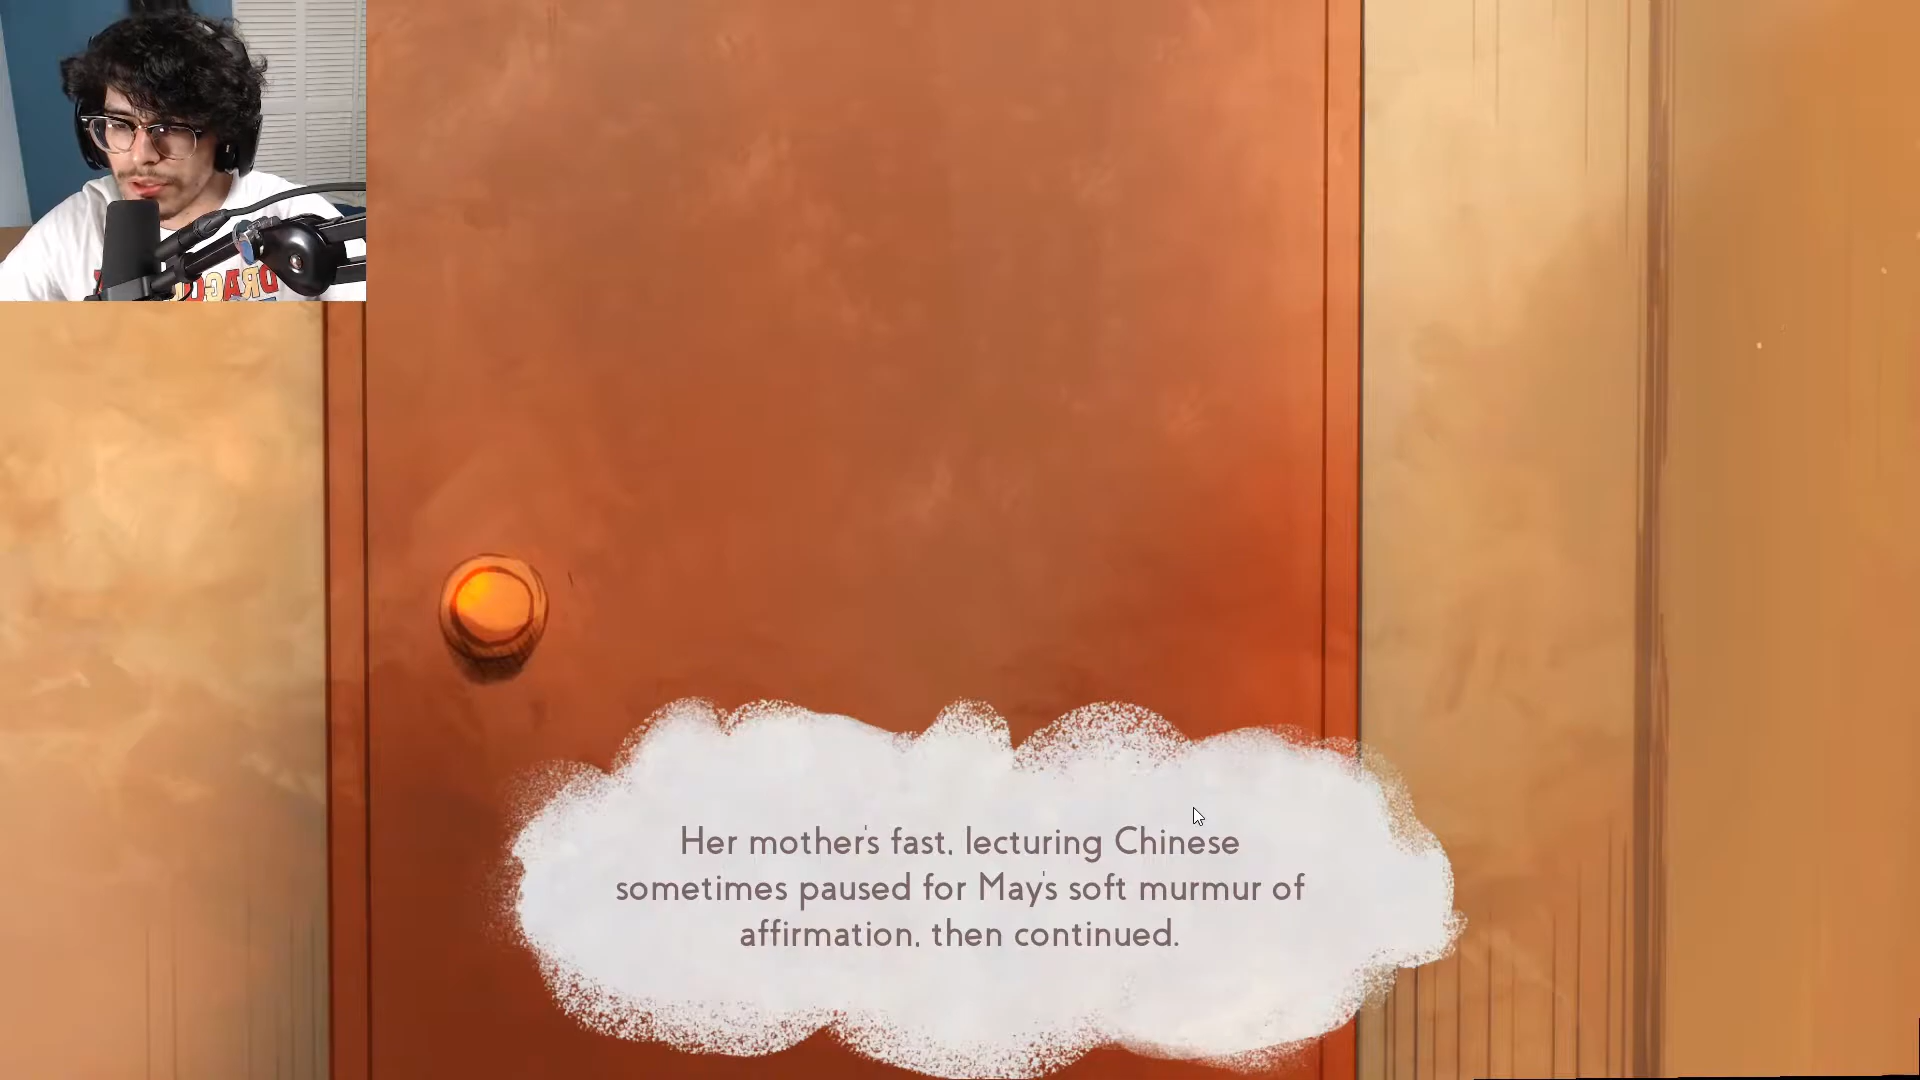 Her mother's fast, lecturing Chinese
sometimes paused for May's soft murmur of
affirmation, then continued.